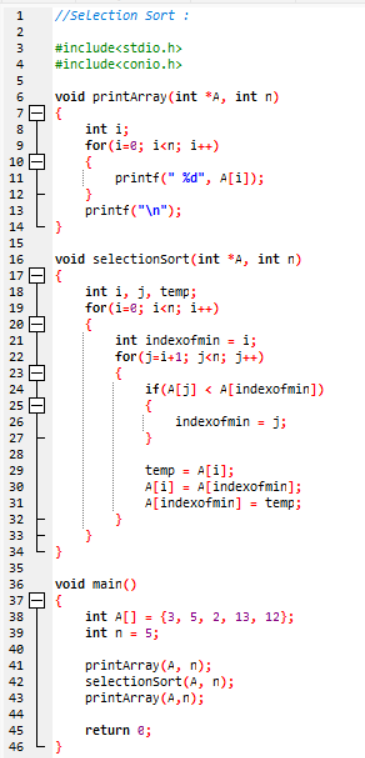 1 //Selection Sort :
2
3 #include<stdio.h>
4 #include<conio.h>
5
6 void printArray(int *A, int n)
7 {
8 int i;
9 for(i=0; i<n; i++)
10 {
11 printf(" %d", A[i]);
12 }
13 printf("\n");
14 }
15
16 void selectionSort(int *A, int n)
17 {
18 int i, j, temp;
19 for(i=0; i<n; i++)
20 {
21 int indexofmin = i;
22 for(j=i+1; j<n; j++)
23 {
24 if(A[j] < A[indexofmin])
25 {
26 indexofmin = j;
27 }
28
29 temp = A[i];
30 A[i] = A[indexofmin];
31 A[indexofmin] = temp;
32 }
33 }
34 }
35
36 void main()
37 {
38 int A[] = {3, 5, 2, 13, 12};
39 int n = 5;
40
41 printArray(A, n);
42 selectionSort(A, n);
43 printArray(A,n);
44
45 return 0;
46 }